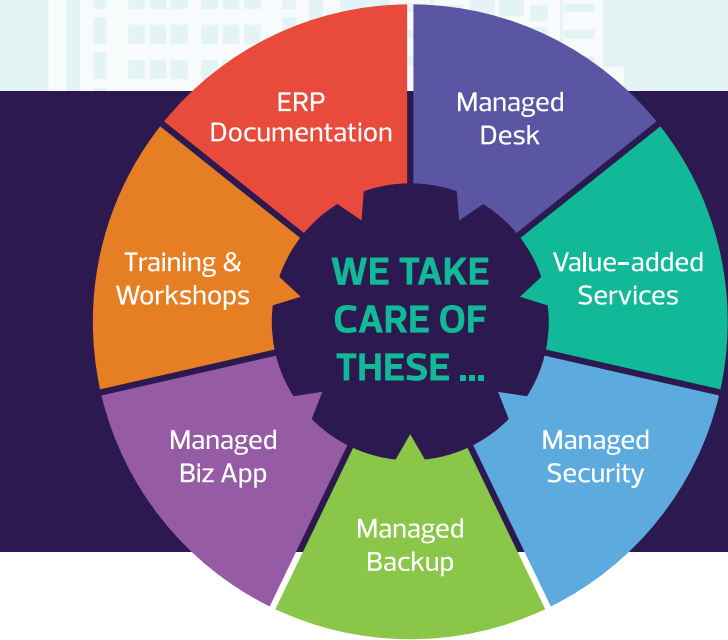 ERP
Documentation
Managed
Desk
Value-added
Services
Managed
Security
Managed
Backup
Managed
Biz App
Training &
Workshops
WE TAKE
CARE OF
THESE ...